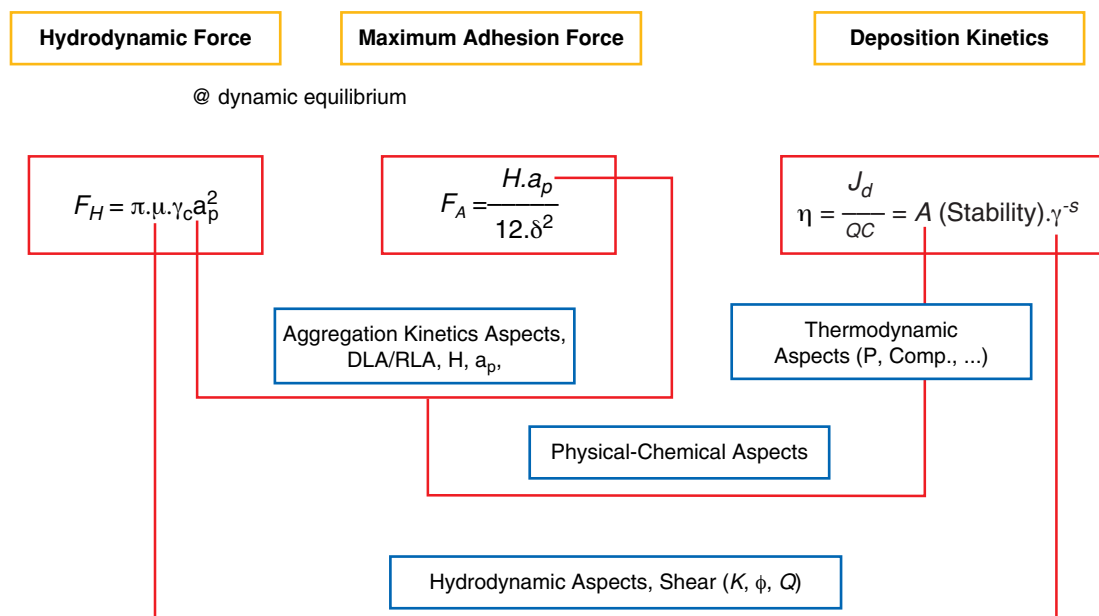 Hydrodynamic Force
Maximum Adhesion Force
Deposition Kinetics
@ dynamic equilibrium
F_H = π.μ.γ_c a_p^2
F_A = H.a_p / 12.δ^2
η = J_d / QC = A (Stability).γ^-s
Aggregation Kinetics Aspects,
DLA/RLA, H, a_p,
Thermodynamic
Aspects (P, Comp., ...)
Physical-Chemical Aspects
Hydrodynamic Aspects, Shear (K, ϕ, Q)